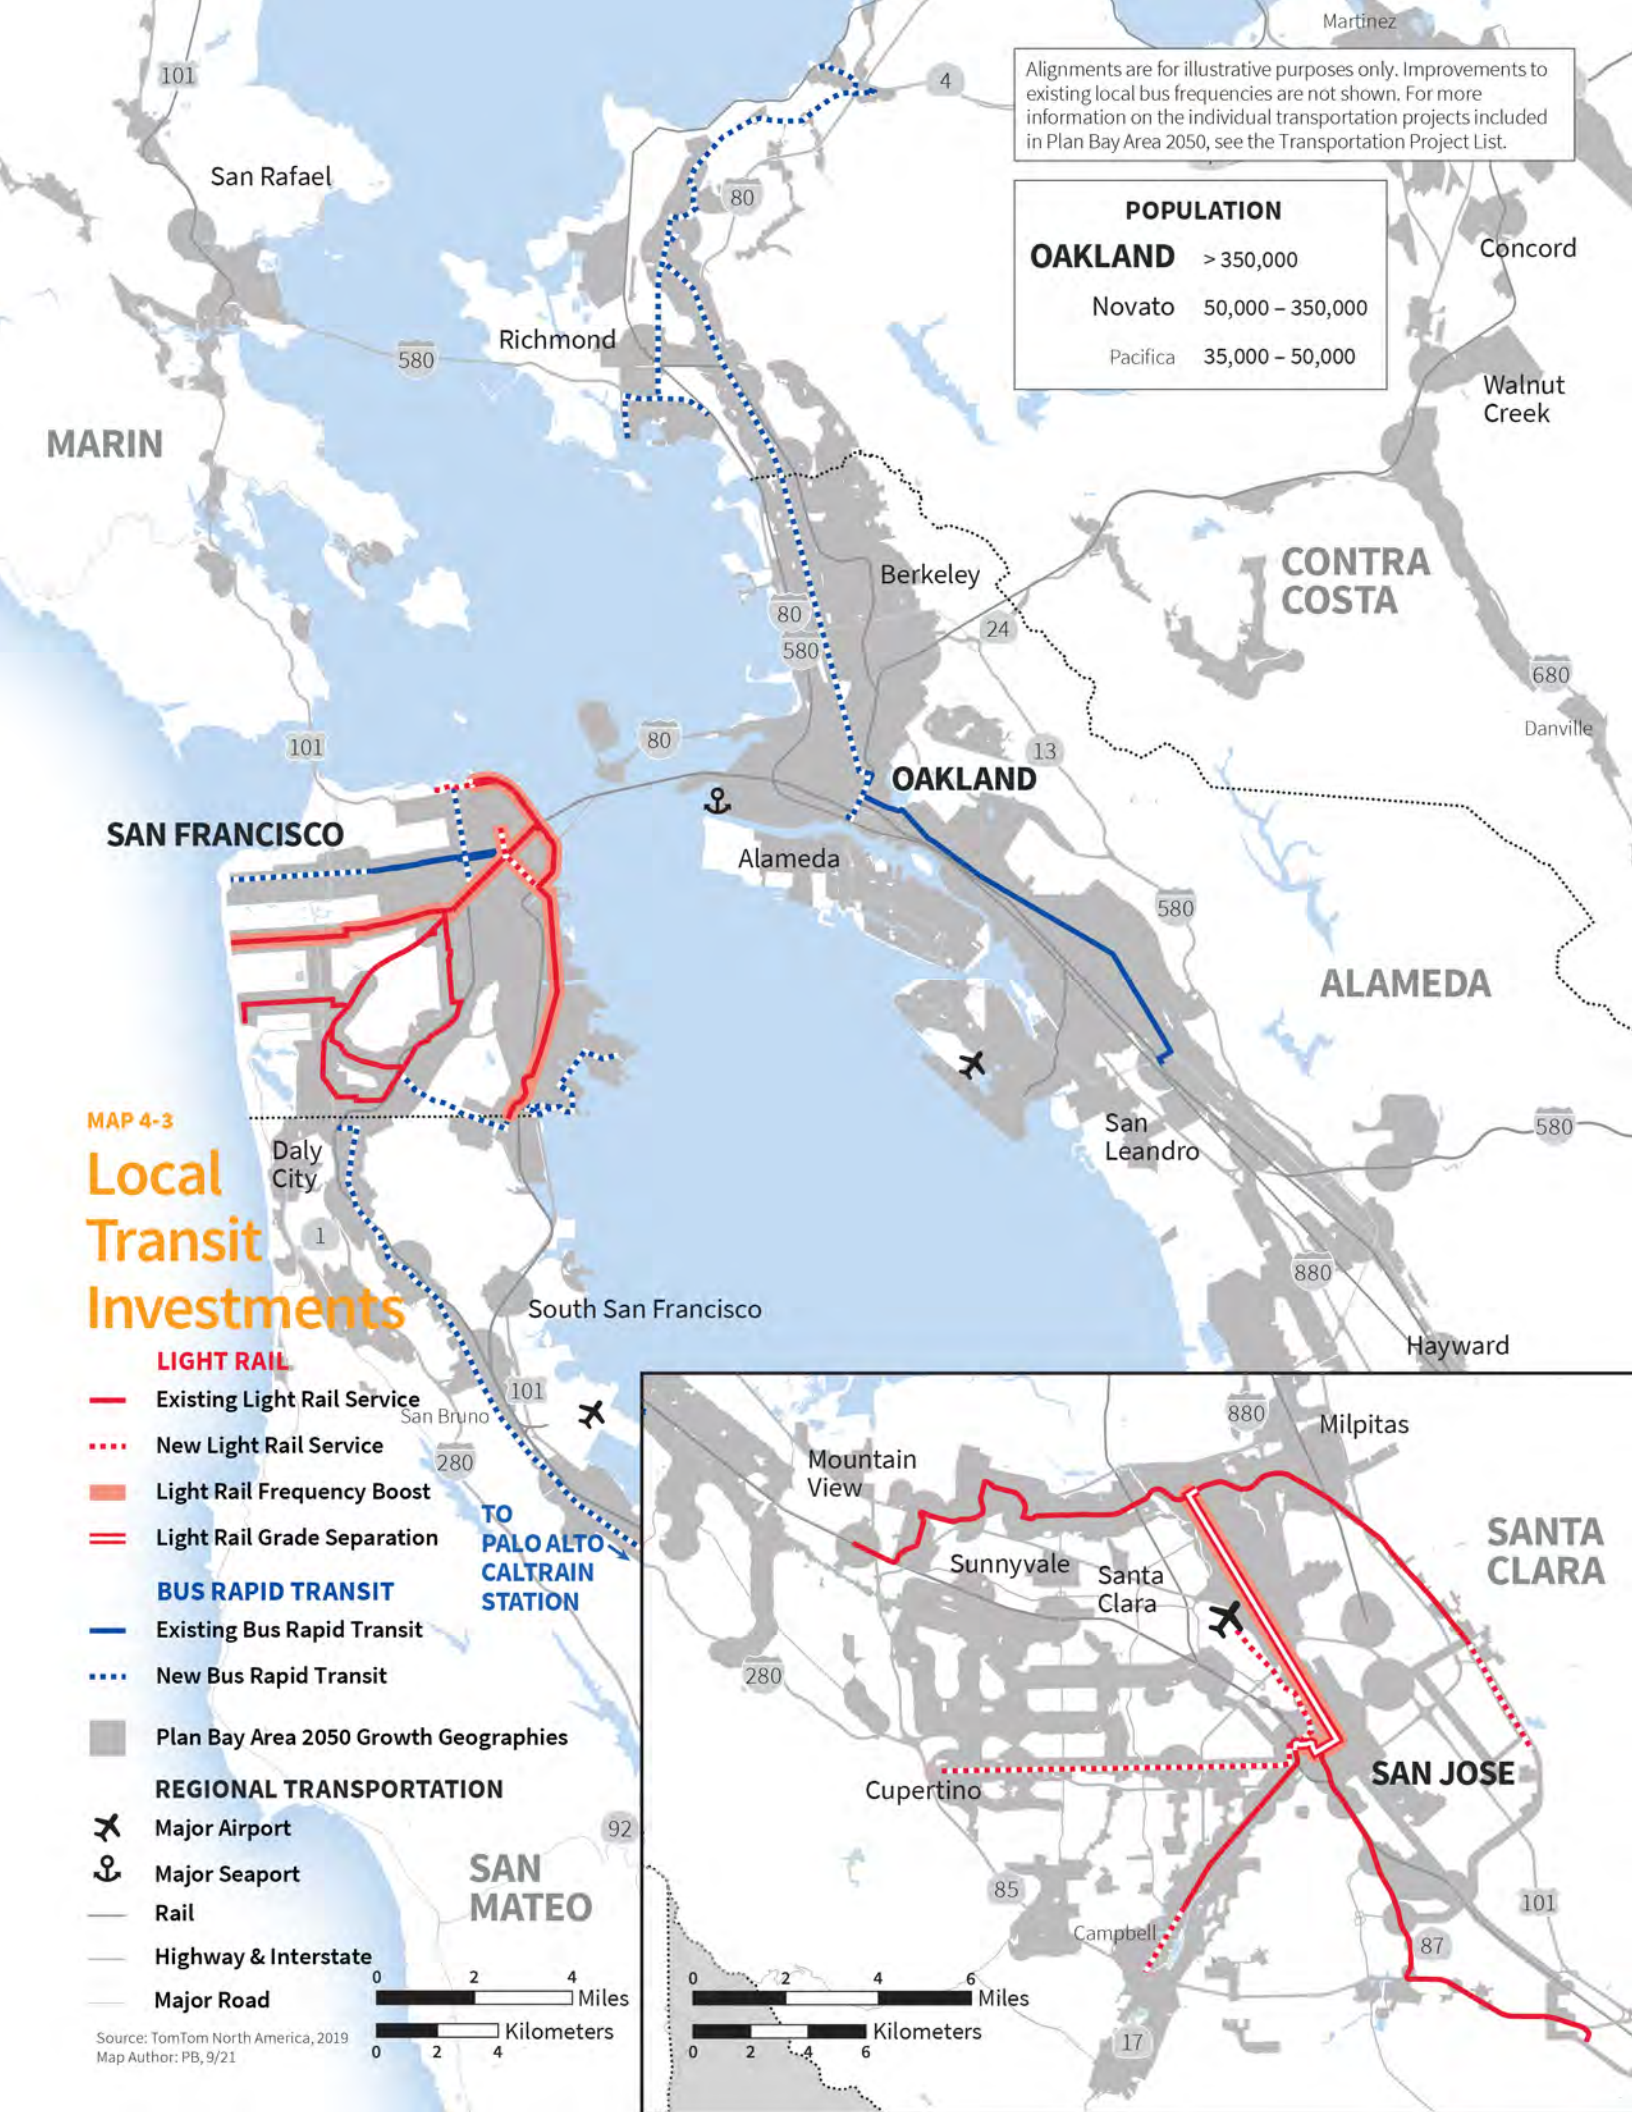 Martinez
101
4
Alignments are for illustrative purposes only. Improvements to
existing local bus frequencies are not shown. For more
information on the individual transportation projects included
in Plan Bay Area 2050, see the Transportation Project List.
San Rafael
80
POPULATION
OAKLAND > 350,000
Novato 50,000 – 350,000
Pacifica 35,000 – 50,000
Concord
Richmond
580
Walnut
Creek
MARIN
CONTRA
COSTA
Berkeley
80
24
580
680
Danville
101
80
13
OAKLAND
SAN FRANCISCO
Alameda
580
ALAMEDA
MAP 4-3
Local
Transit
Investments
Daly
City
San
Leandro
580
1
880
South San Francisco
Hayward
101
San Bruno
280
TO
PALO ALTO
CALTRAIN
STATION
LIGHT RAIL
Existing Light Rail Service
New Light Rail Service
Light Rail Frequency Boost
Light Rail Grade Separation
BUS RAPID TRANSIT
Existing Bus Rapid Transit
New Bus Rapid Transit
Plan Bay Area 2050 Growth Geographies
REGIONAL TRANSPORTATION
Major Airport
Major Seaport
Rail
Highway & Interstate
Major Road
Source: TomTom North America, 2019
Map Author: PB, 9/21
92
SAN
MATEO
0 2 4
Miles
Kilometers
0 2 4
880
Milpitas
Mountain
View
SANTA
CLARA
Sunnyvale
Santa
Clara
280
SAN JOSE
Cupertino
85
101
Campbell
87
0 2 4 6
Miles
Kilometers
0 2 4 6
17